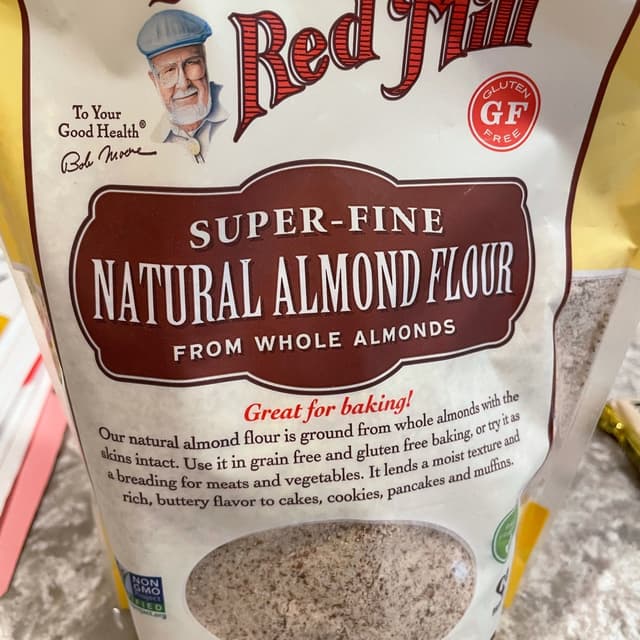 Red Mill
GLUTEN
GF
FREE
To Your
Good Health®
Bob Moore
SUPER-FINE
NATURAL ALMOND FLOUR
FROM WHOLE ALMONDS
Great for baking!
Our natural almond flour is ground from whole almonds with the
skins intact. Use it in grain free and gluten free baking, or try it as
a breading for meats and vegetables. It lends a moist texture and
rich, buttery flavor to cakes, cookies, pancakes and muffins.
NON
GMO
Project